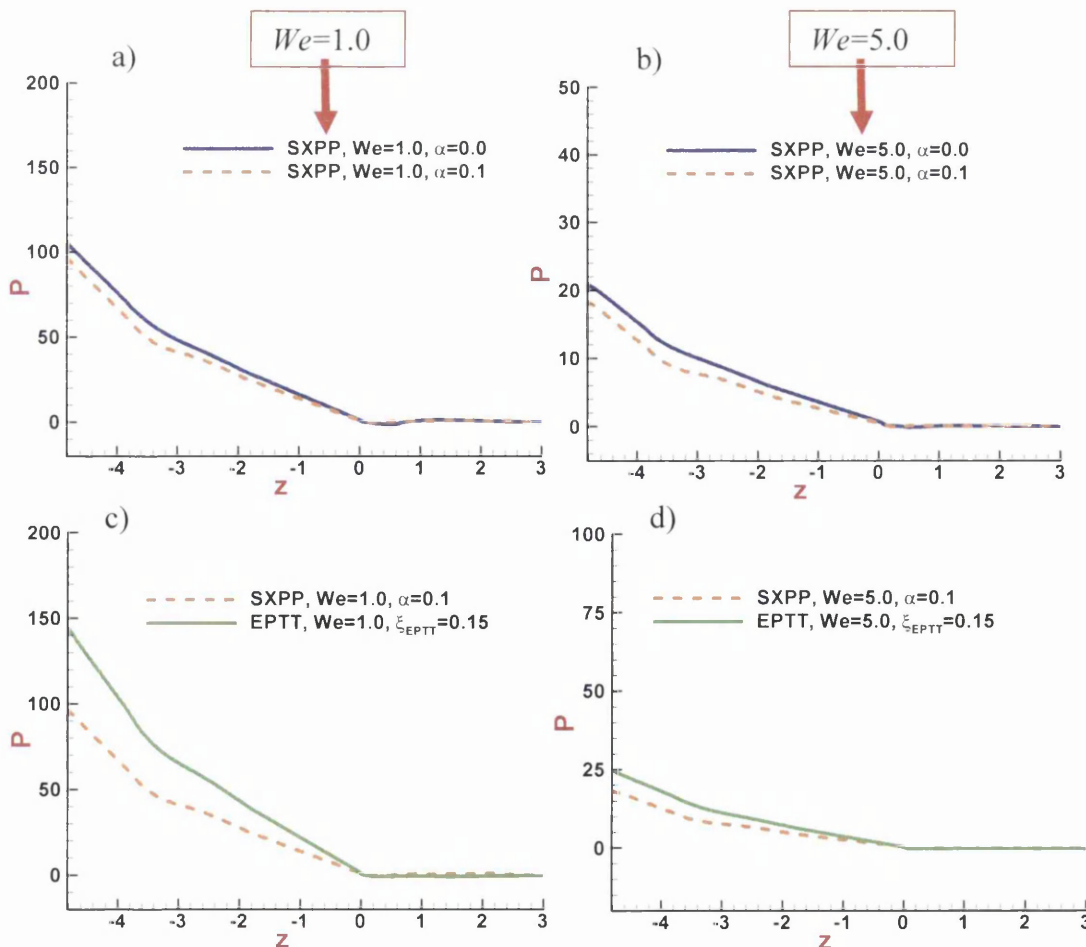 We=1.0
We=5.0
a)
200
150
100
50
0
P
-4
-3
-2
-1
0
1
2
3
z
SXPP, We=1.0, α=0.0
SXPP, We=1.0, α=0.1
b)
50
40
30
20
10
0
P
-4
-3
-2
-1
0
1
2
3
z
SXPP, We=5.0, α=0.0
SXPP, We=5.0, α=0.1
c)
200
150
100
50
0
P
-4
-3
-2
-1
0
1
2
3
z
SXPP, We=1.0, α=0.1
EPTT, We=1.0, ξEPTT=0.15
d)
100
75
50
25
0
P
-4
-3
-2
-1
0
1
2
3
z
SXPP, We=5.0, α=0.1
EPTT, We=5.0, ξEPTT=0.15